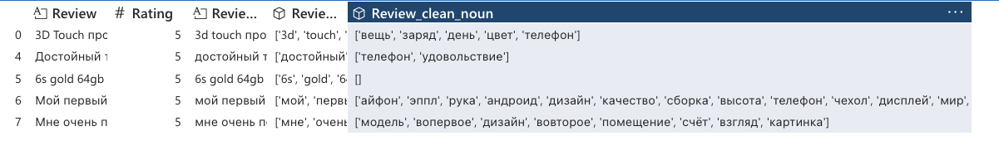 Review # Rating Revie... Revie... Review_clean_noun ...
0 3D Touch про 5 3d touch про ['3d', 'touch', ' ['вещь', 'заряд', 'день', 'цвет', 'телефон']
4 Достойный т 5 достойный т ['достойный' ['телефон', 'удовольствие']
5 6s gold 64gb 5 6s gold 64gb ['6s', 'gold', '64 []
6 Мой первый 5 мой первый ['мой', 'первы ['айфон', 'эппл', 'рука', 'андроид', 'дизайн', 'качество', 'сборка', 'высота', 'телефон', 'чехол', 'дисплей', 'мир',
7 Мне очень п 5 мне очень п ['мне', 'очень ['модель', 'вопервое', 'дизайн', 'вовторое', 'помещение', 'счёт', 'взгляд', 'картинка']